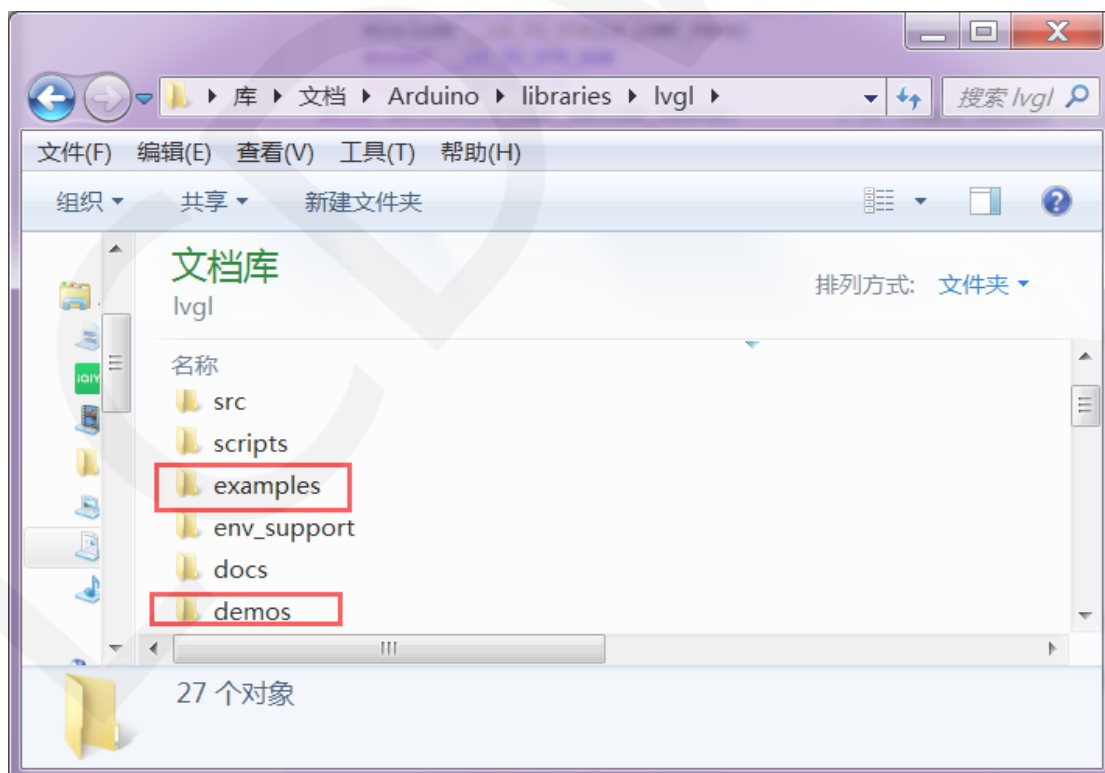 库 ▸ 文档 ▸ Arduino ▸ libraries ▸ lvgl ▸ 搜索 lvgl
文件(F) 编辑(E) 查看(V) 工具(T) 帮助(H)
组织 共享 新建文件夹
文档库
lvgl
排列方式: 文件夹
名称
src
scripts
examples
env_support
docs
demos
27 个对象